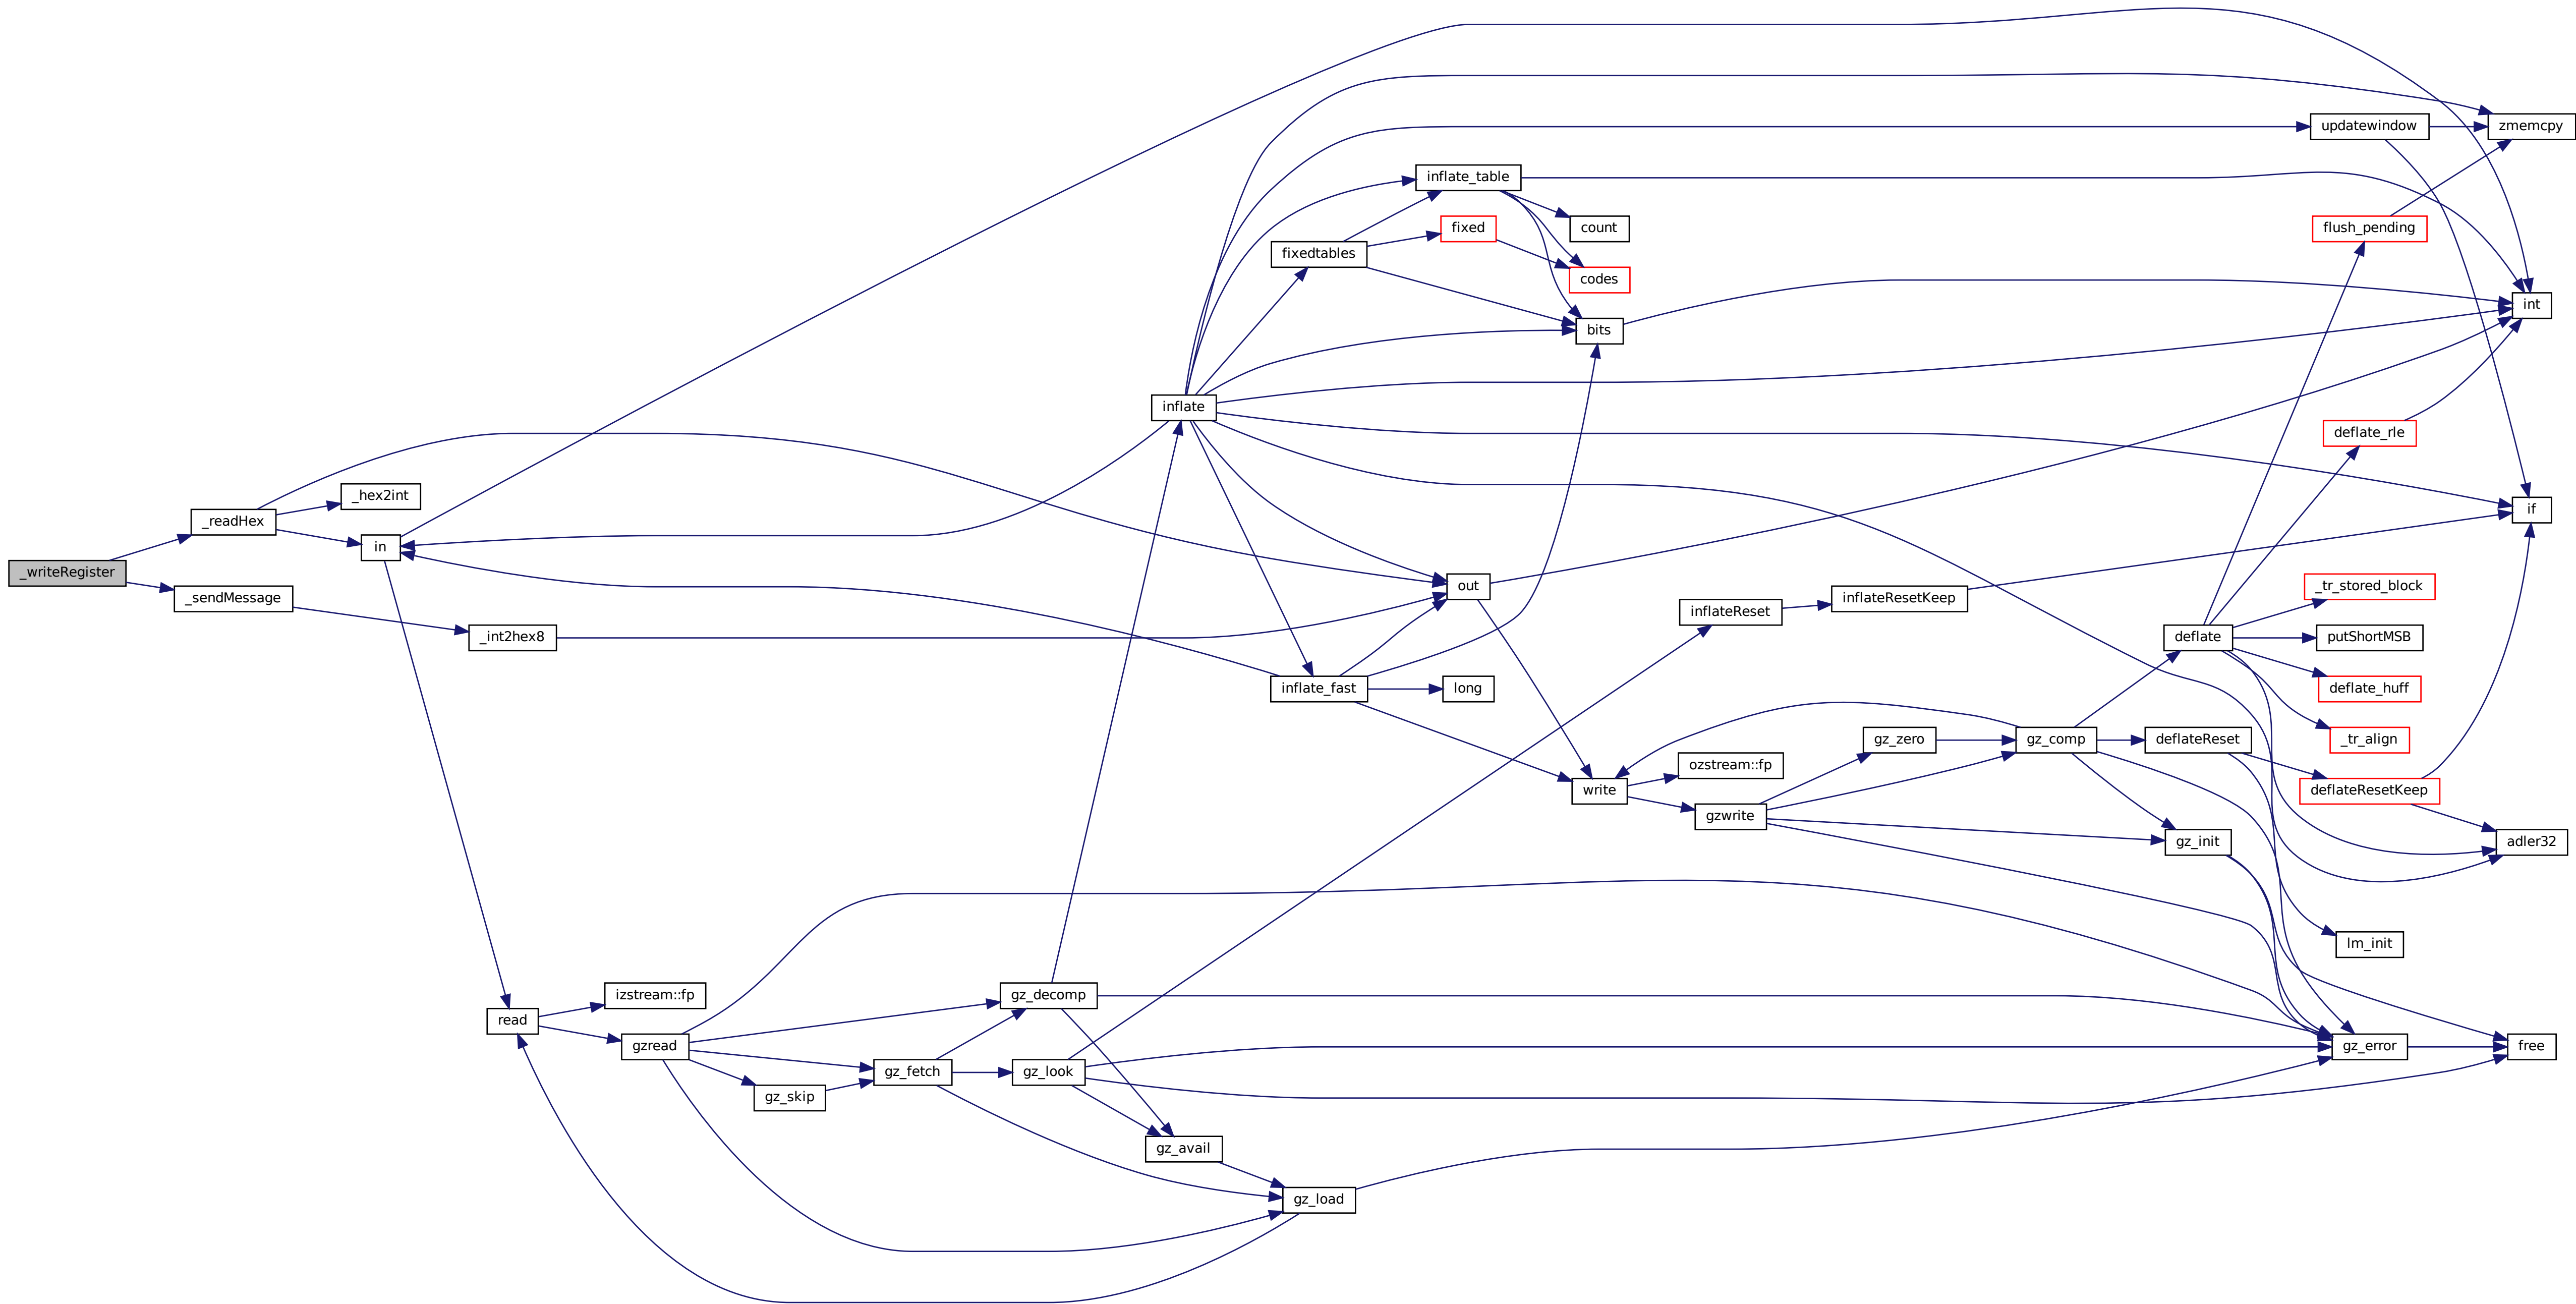 _writeRegister
_readHex
_sendMessage
_hex2int
in
_int2hex8
read
izstream::fp
gzread
gz_skip
gz_fetch
gz_decomp
gz_look
gz_avail
gz_load
inflate
fixedtables
inflate_table
fixed
count
codes
bits
out
inflate_fast
long
write
ozstream::fp
gzwrite
inflateReset
inflateResetKeep
gz_zero
gz_comp
deflate
deflateReset
gz_init
updatewindow
zmemcpy
flush_pending
int
deflate_rle
if
_tr_stored_block
putShortMSB
deflate_huff
_tr_align
deflateResetKeep
adler32
lm_init
gz_error
free